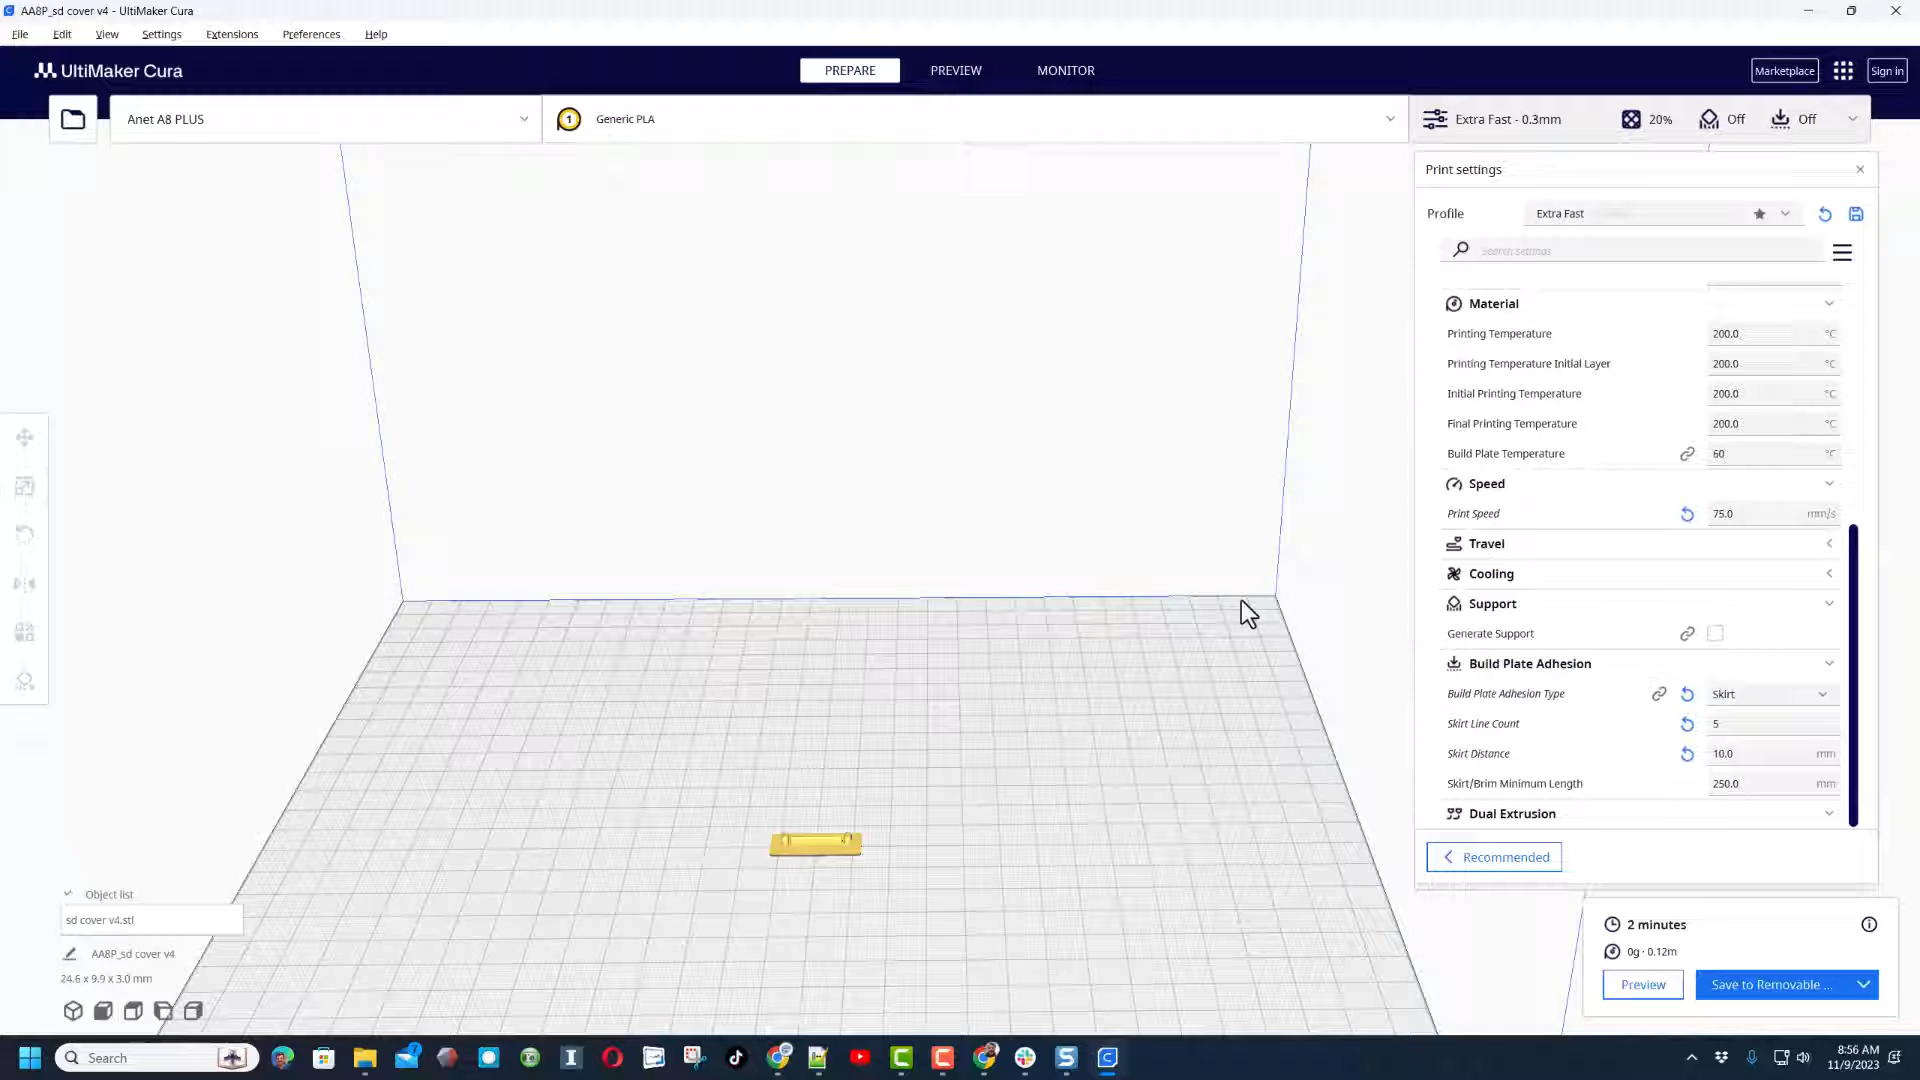 AA8P_sd cover v4 - UltiMaker Cura
File Edit View Settings Extensions Preferences Help
UltiMaker Cura
PREPARE PREVIEW MONITOR
Marketplace Sign in
Anet A8 PLUS
1 Generic PLA
Extra Fast - 0.3mm 20% Off Off
Print settings
Profile Extra Fast
Search settings
Material
Printing Temperature 200.0 °C
Printing Temperature Initial Layer 200.0 °C
Initial Printing Temperature 200.0 °C
Final Printing Temperature 200.0 °C
Build Plate Temperature 60 °C
Speed
Print Speed 75.0 mm/s
Travel
Cooling
Support
Generate Support
Build Plate Adhesion
Build Plate Adhesion Type Skirt
Skirt Line Count 5
Skirt Distance 10.0 mm
Skirt/Brim Minimum Length 250.0 mm
Dual Extrusion
Recommended
Object list
sd cover v4.stl
AA8P_sd cover v4
24.6 x 9.9 x 3.0 mm
2 minutes
0g · 0.12m
Preview Save to Removable ...
Search
7
8:56 AM
11/9/2023